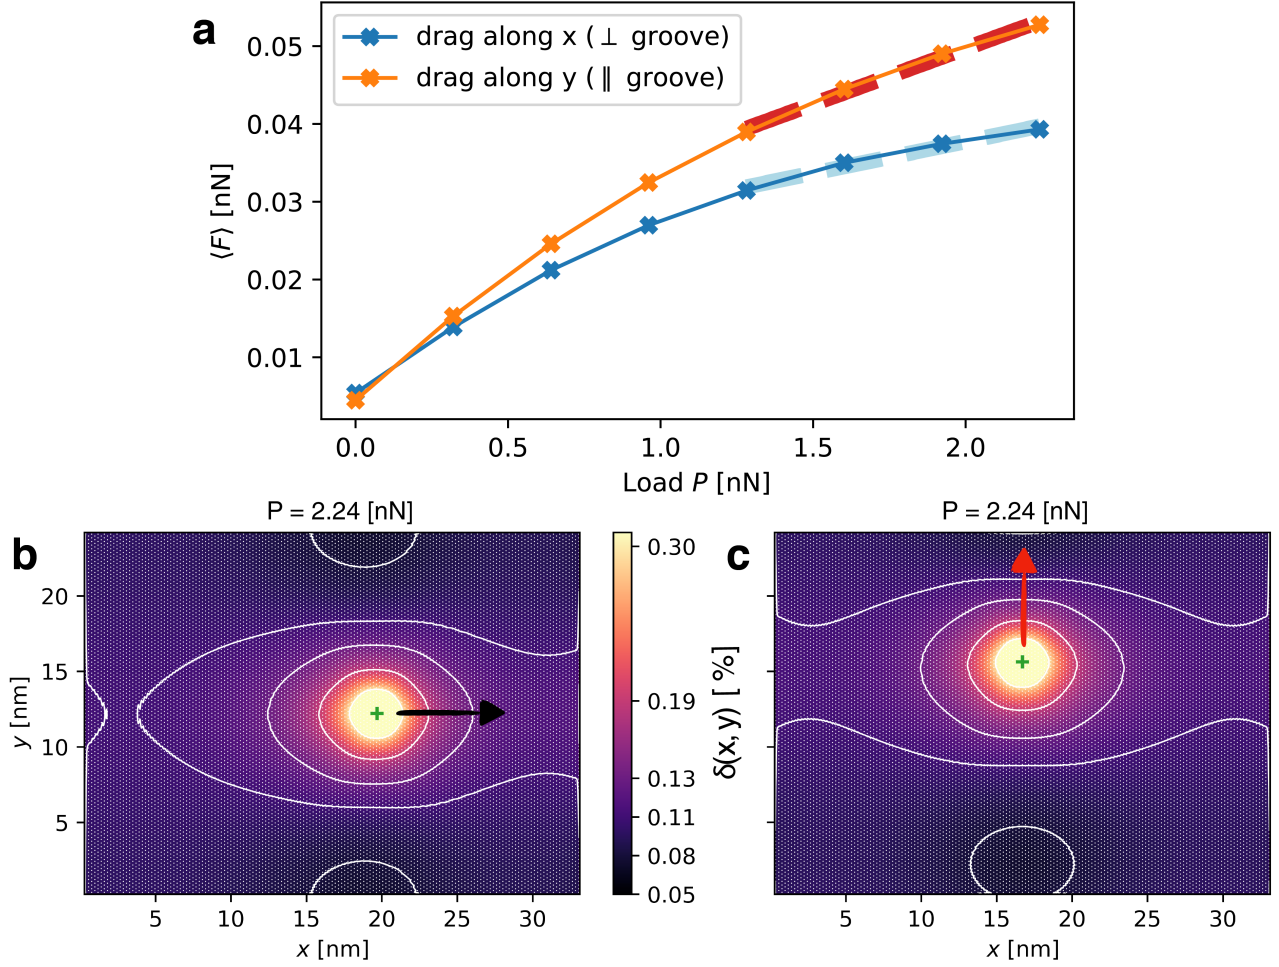 a
drag along x (⊥ groove)
drag along y (∥ groove)
0.05
0.04
0.03
0.02
0.01
⟨F⟩ [nN]
0.0 0.5 1.0 1.5 2.0
Load P [nN]
b
P = 2.24 [nN]
20
15
10
5
y [nm]
5 10 15 20 25 30
x [nm]
0.30
0.19
0.13
0.11
0.08
0.05
δ(x,y) [ %]
c
P = 2.24 [nN]
5 10 15 20 25 30
x [nm]